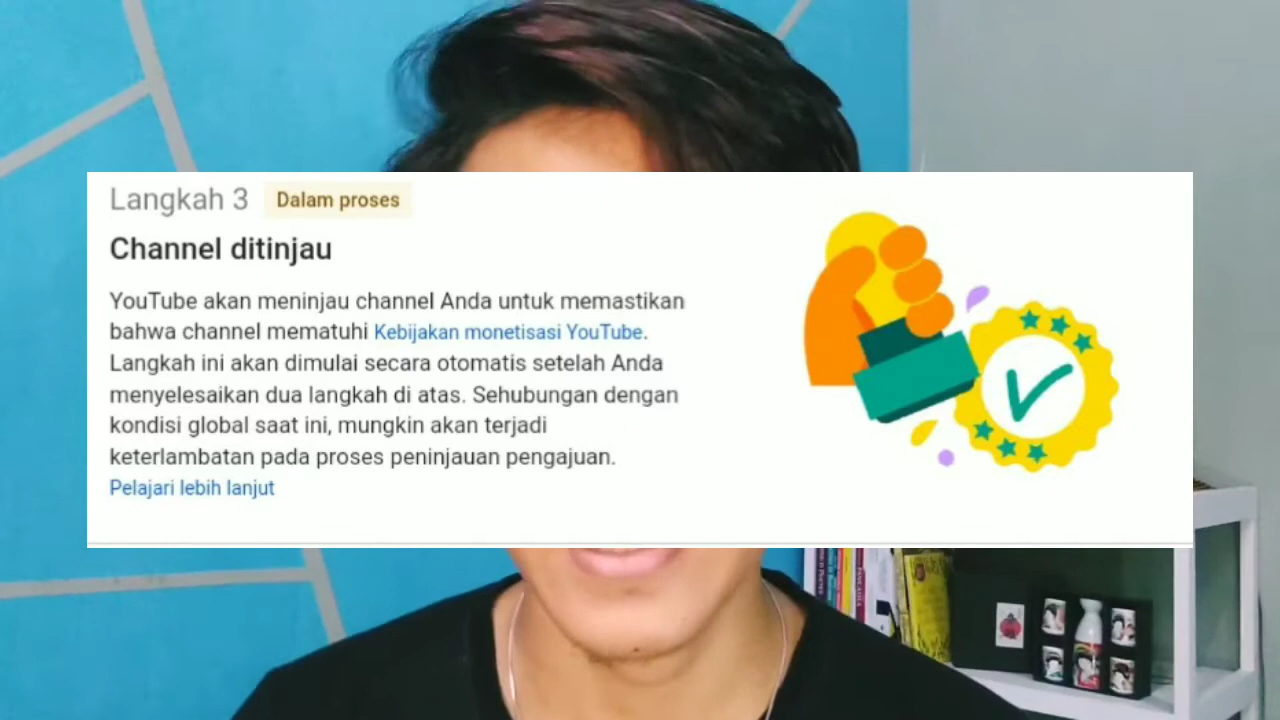 Langkah 3 Dalam proses
Channel ditinjau
YouTube akan meninjau channel Anda untuk memastikan
bahwa channel mematuhi Kebijakan monetisasi YouTube.
Langkah ini akan dimulai secara otomatis setelah Anda
menyelesaikan dua langkah di atas. Sehubungan dengan
kondisi global saat ini, mungkin akan terjadi
keterlambatan pada proses peninjauan pengajuan.
Pelajari lebih lanjut